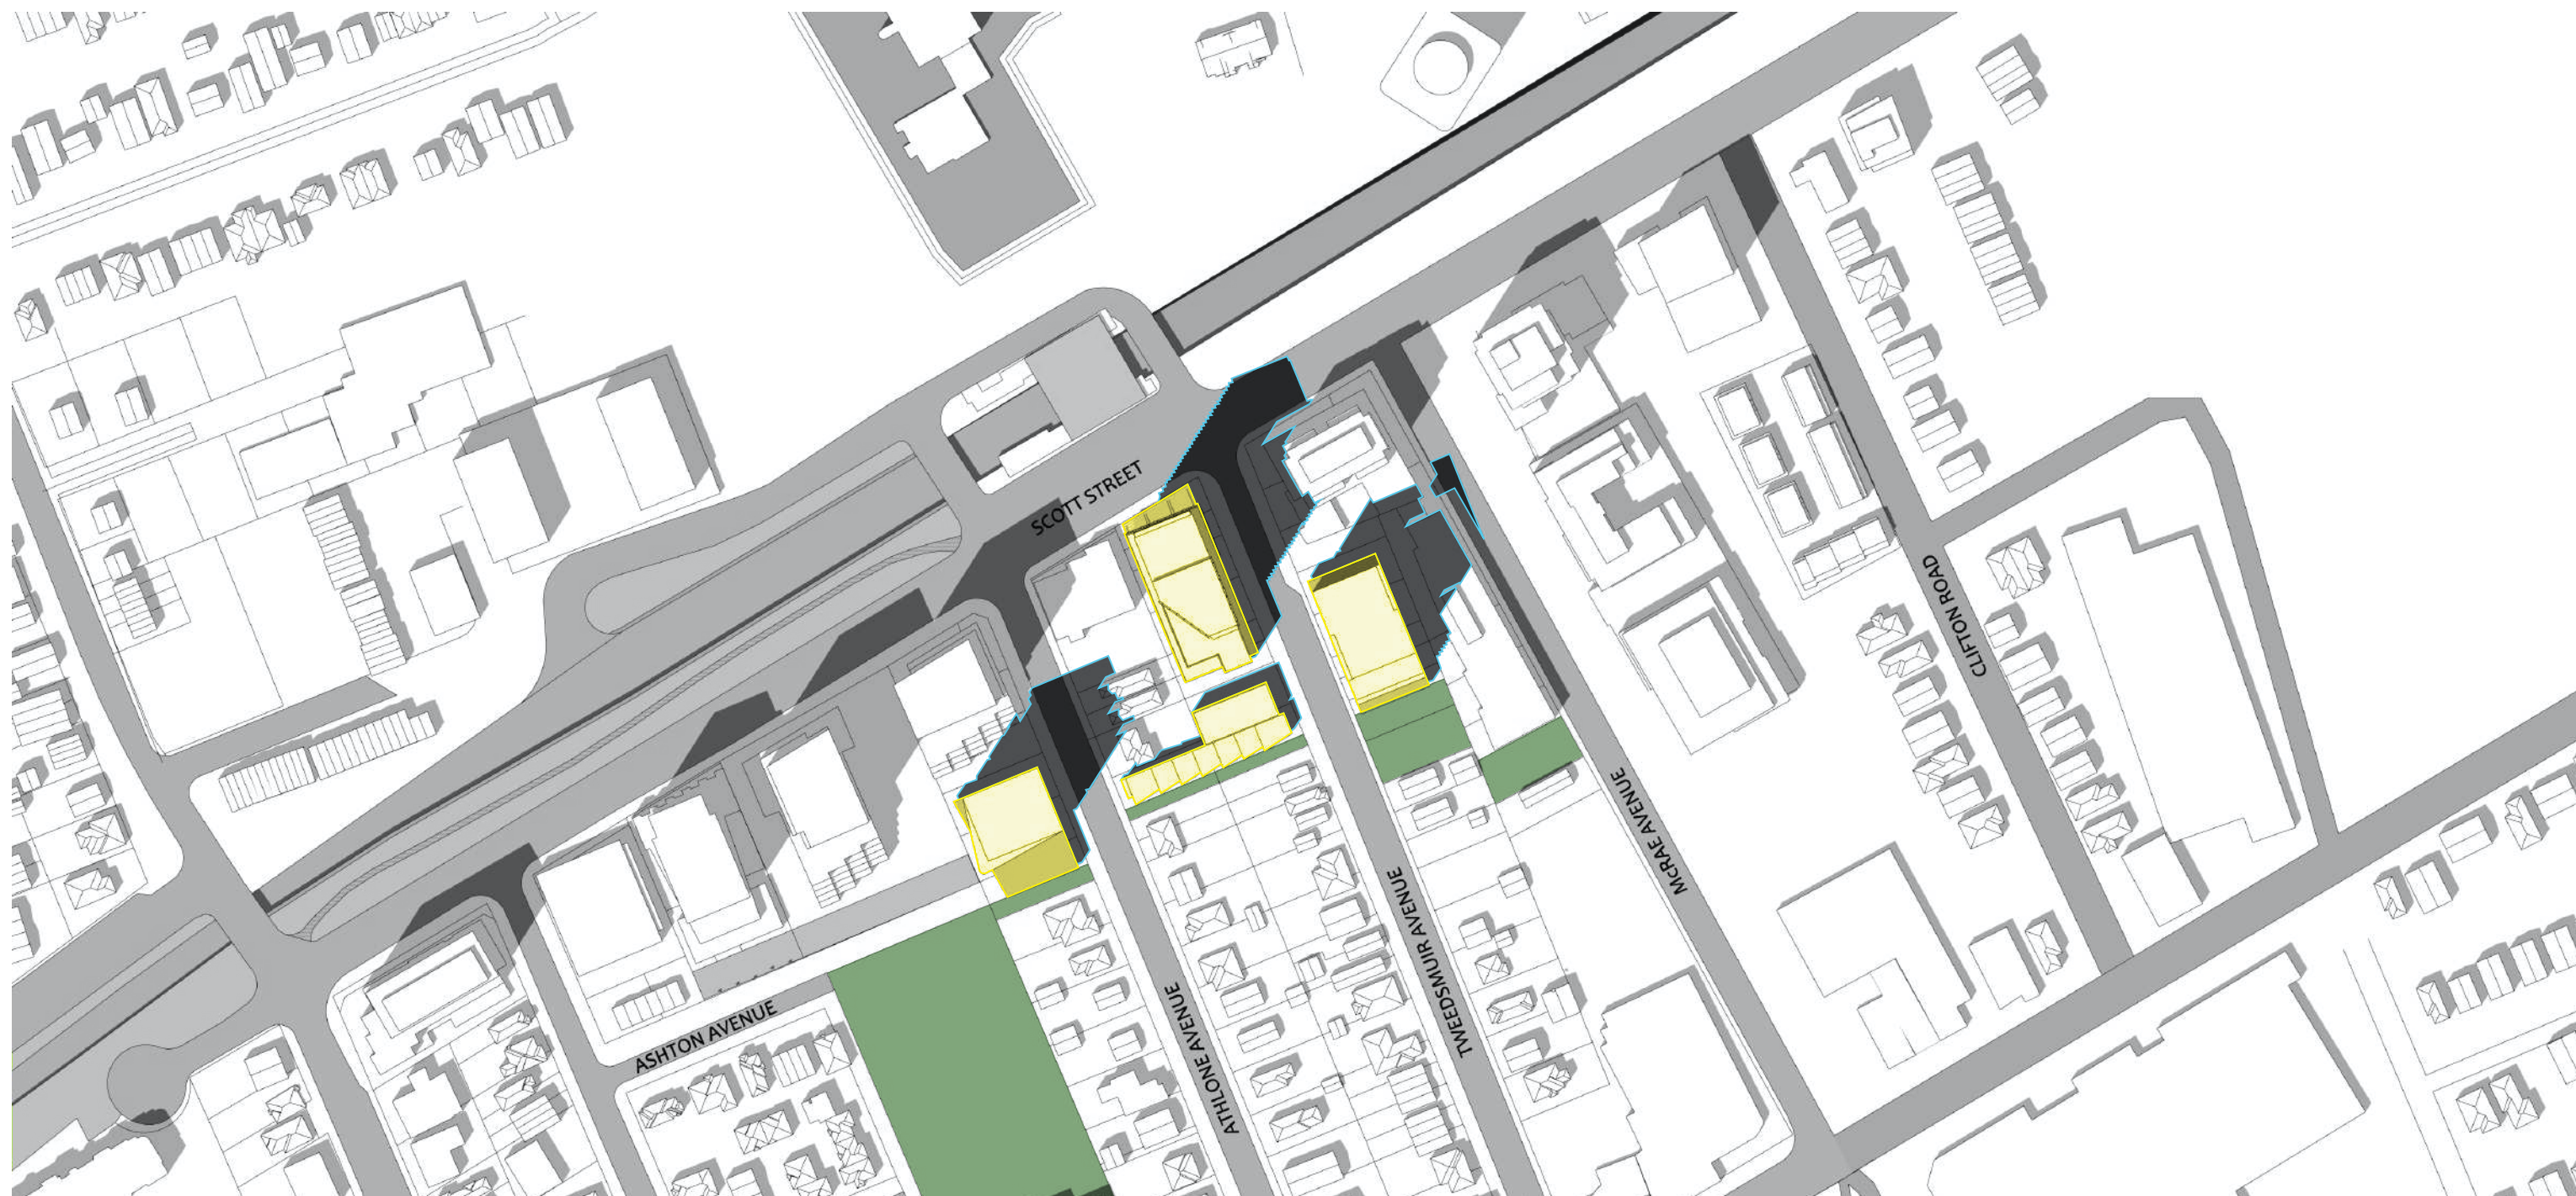 SCOTT STREET
CLIFTON ROAD
McRAE AVENUE
TWEEDSMUIR AVENUE
ATHLONE AVENUE
ASHTON AVENUE